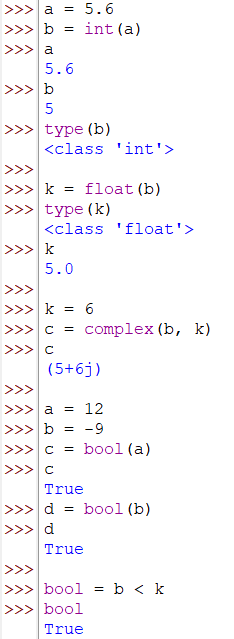 >>> a = 5.6
>>> b = int(a)
>>> a
5.6
>>> b
5
>>> type(b)
<class 'int'>
>>>
>>> k = float(b)
>>> type(k)
<class 'float'>
>>> k
5.0
>>>
>>> k = 6
>>> c = complex(b, k)
>>> c
(5+6j)
>>>
>>> a = 12
>>> b = -9
>>> c = bool(a)
>>> c
True
>>> d = bool(b)
>>> d
True
>>>
>>> bool = b < k
>>> bool
True